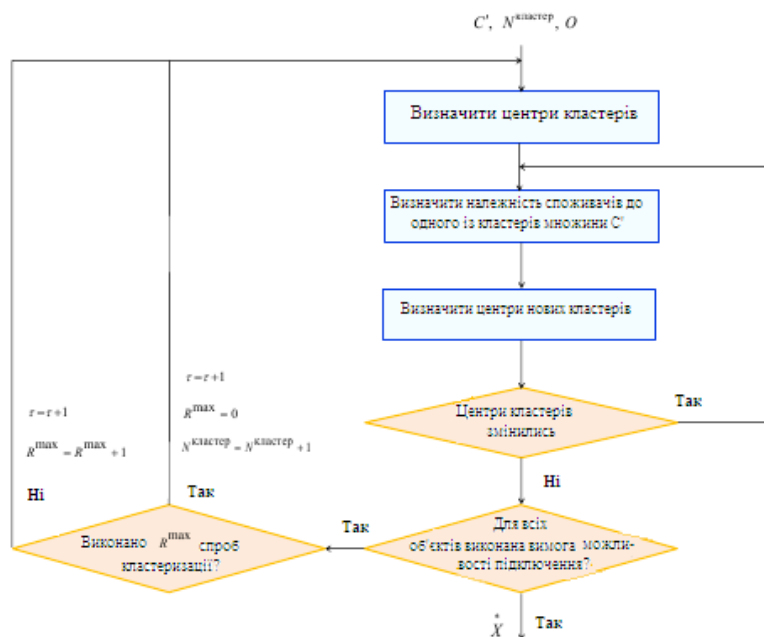 C', N^кластер, O
Визначити центри кластерів
Визначити належність споживачів до
одного із кластерів множини С'
Визначити центри нових кластерів
Центри кластерів
змінились
Так
Ні
τ=τ+1
R^max=0
N^кластер=N^кластер+1
τ=τ+1
R^max=R^max+1
Ні
Так
Виконано R^max спроб
кластеризації?
Так
Для всіх
об'єктів виконана вимога можли-
вості підключення?
X* Так